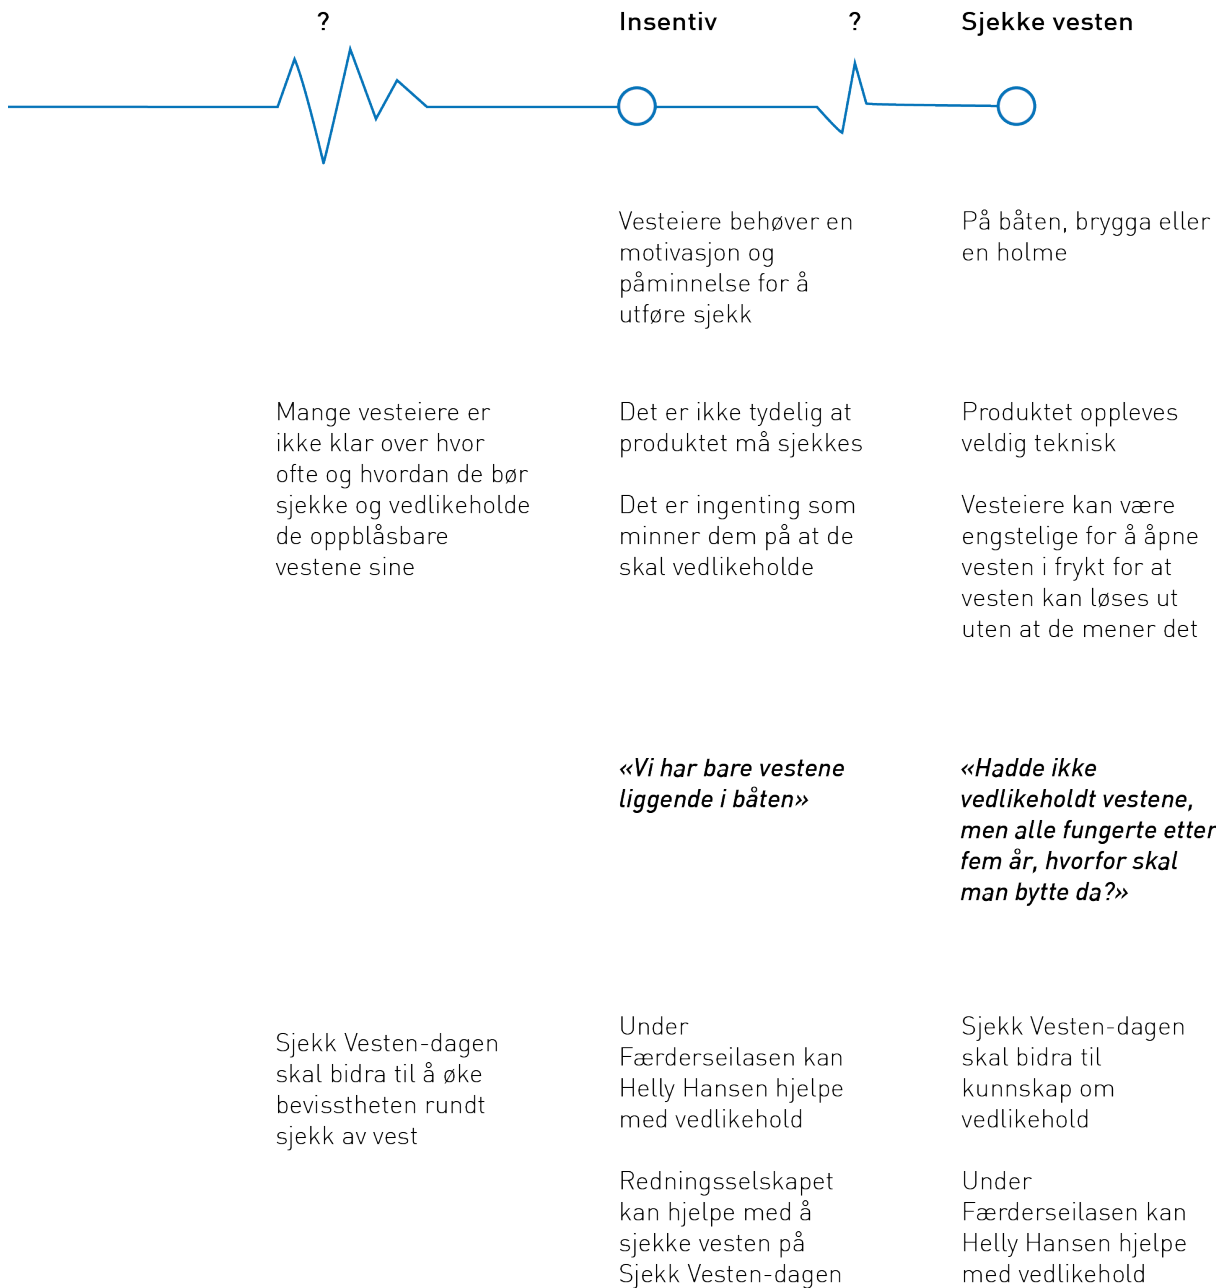 ?
Insentiv
?
Sjekke vesten
Vesteiere behøver en
motivasjon og
påminnelse for å
utføre sjekk
På båten, brygga eller
en holme
Mange vesteiere er
ikke klar over hvor
ofte og hvordan de bør
sjekke og vedlikeholde
de oppblåsbare
vestene sine
Det er ikke tydelig at
produktet må sjekkes
Det er ingenting som
minner dem på at de
skal vedlikeholde
Produktet oppleves
veldig teknisk
Vesteiere kan være
engstelige for å åpne
vesten i frykt for at
vesten kan løses ut
uten at de mener det
«Vi har bare vestene
liggende i båten»
«Hadde ikke
vedlikeholdt vestene,
men alle fungerte etter
fem år, hvorfor skal
man bytte da?»
Sjekk Vesten-dagen
skal bidra til å øke
bevisstheten rundt
sjekk av vest
Under
Færderseilasen kan
Helly Hansen hjelpe
med vedlikehold
Redningsselskapet
kan hjelpe med å
sjekke vesten på
Sjekk Vesten-dagen
Sjekk Vesten-dagen
skal bidra til
kunnskap om
vedlikehold
Under
Færderseilasen kan
Helly Hansen hjelpe
med vedlikehold